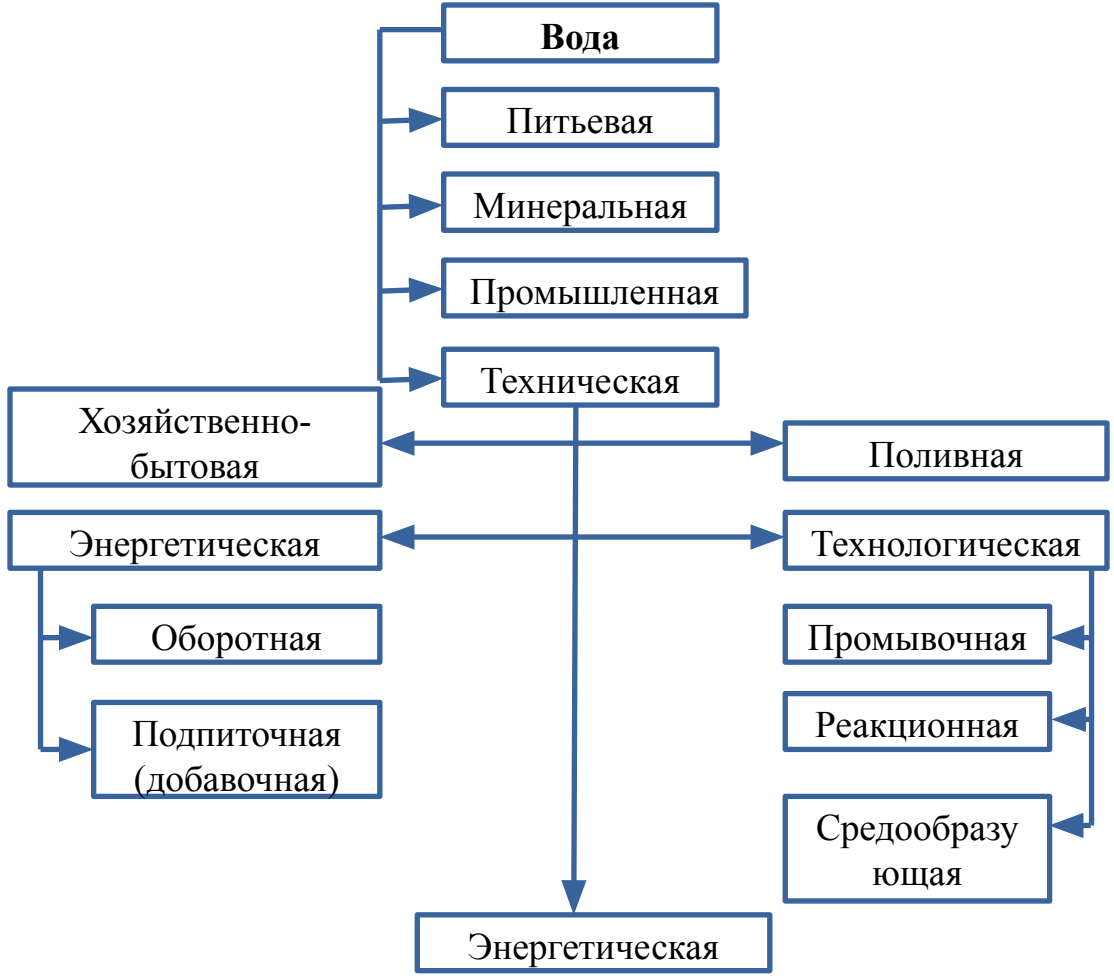 Вода
Питьевая
Минеральная
Промышленная
Техническая
Хозяйственно-
бытовая
Поливная
Энергетическая
Технологическая
Оборотная
Промывочная
Подпиточная
(добавочная)
Реакционная
Средообразу
ющая
Энергетическая